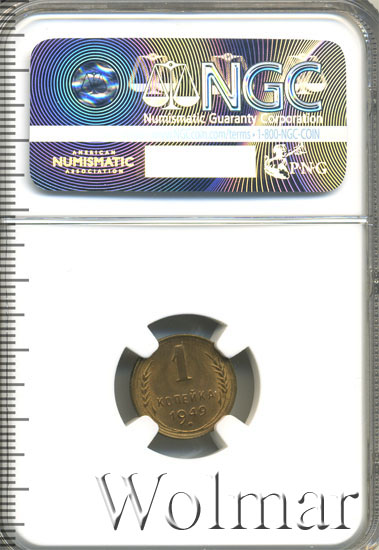 NGC
Numismatic Guaranty Corporation
NGCcoin.com/terms • 1-800-NGC-COIN
AMERICAN
NUMISMATIC
ASSOCIATION
PNG
1
КОПЕЙКА
1949
Wolmar